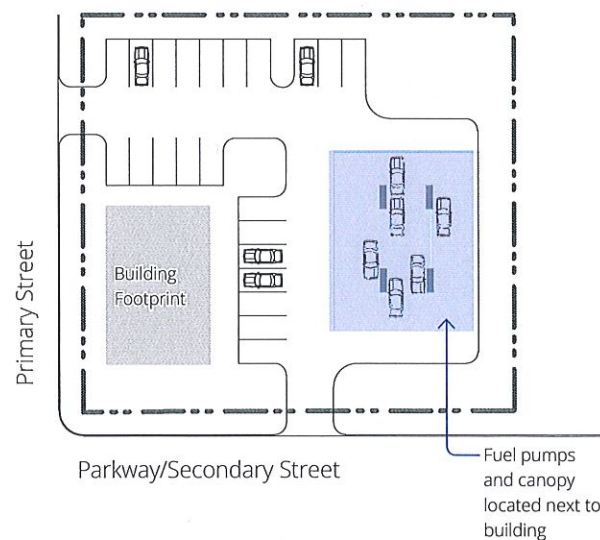 Building
Footprint
Primary Street
Parkway/Secondary Street
Fuel pumps
and canopy
located next to
building